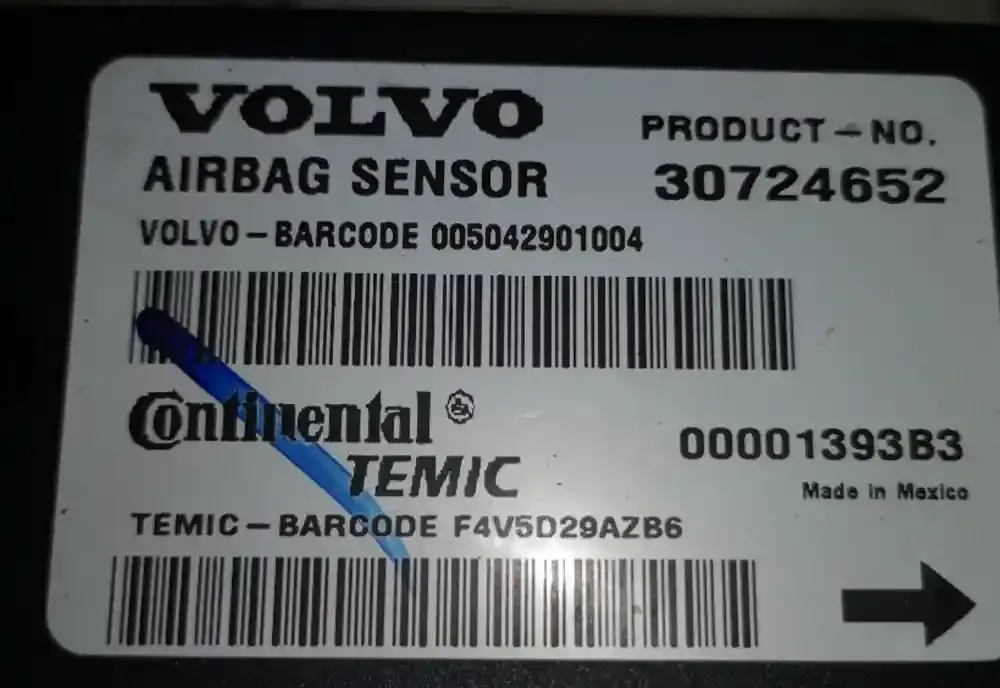 VOLVO
PRODUCT-NO.
AIRBAG SENSOR
30724652
VOLVO-BARCODE 005042901004
Continental ®
TEMIC
00001393B3
Made in Mexico
TEMIC-BARCODE F4V5D29AZB6